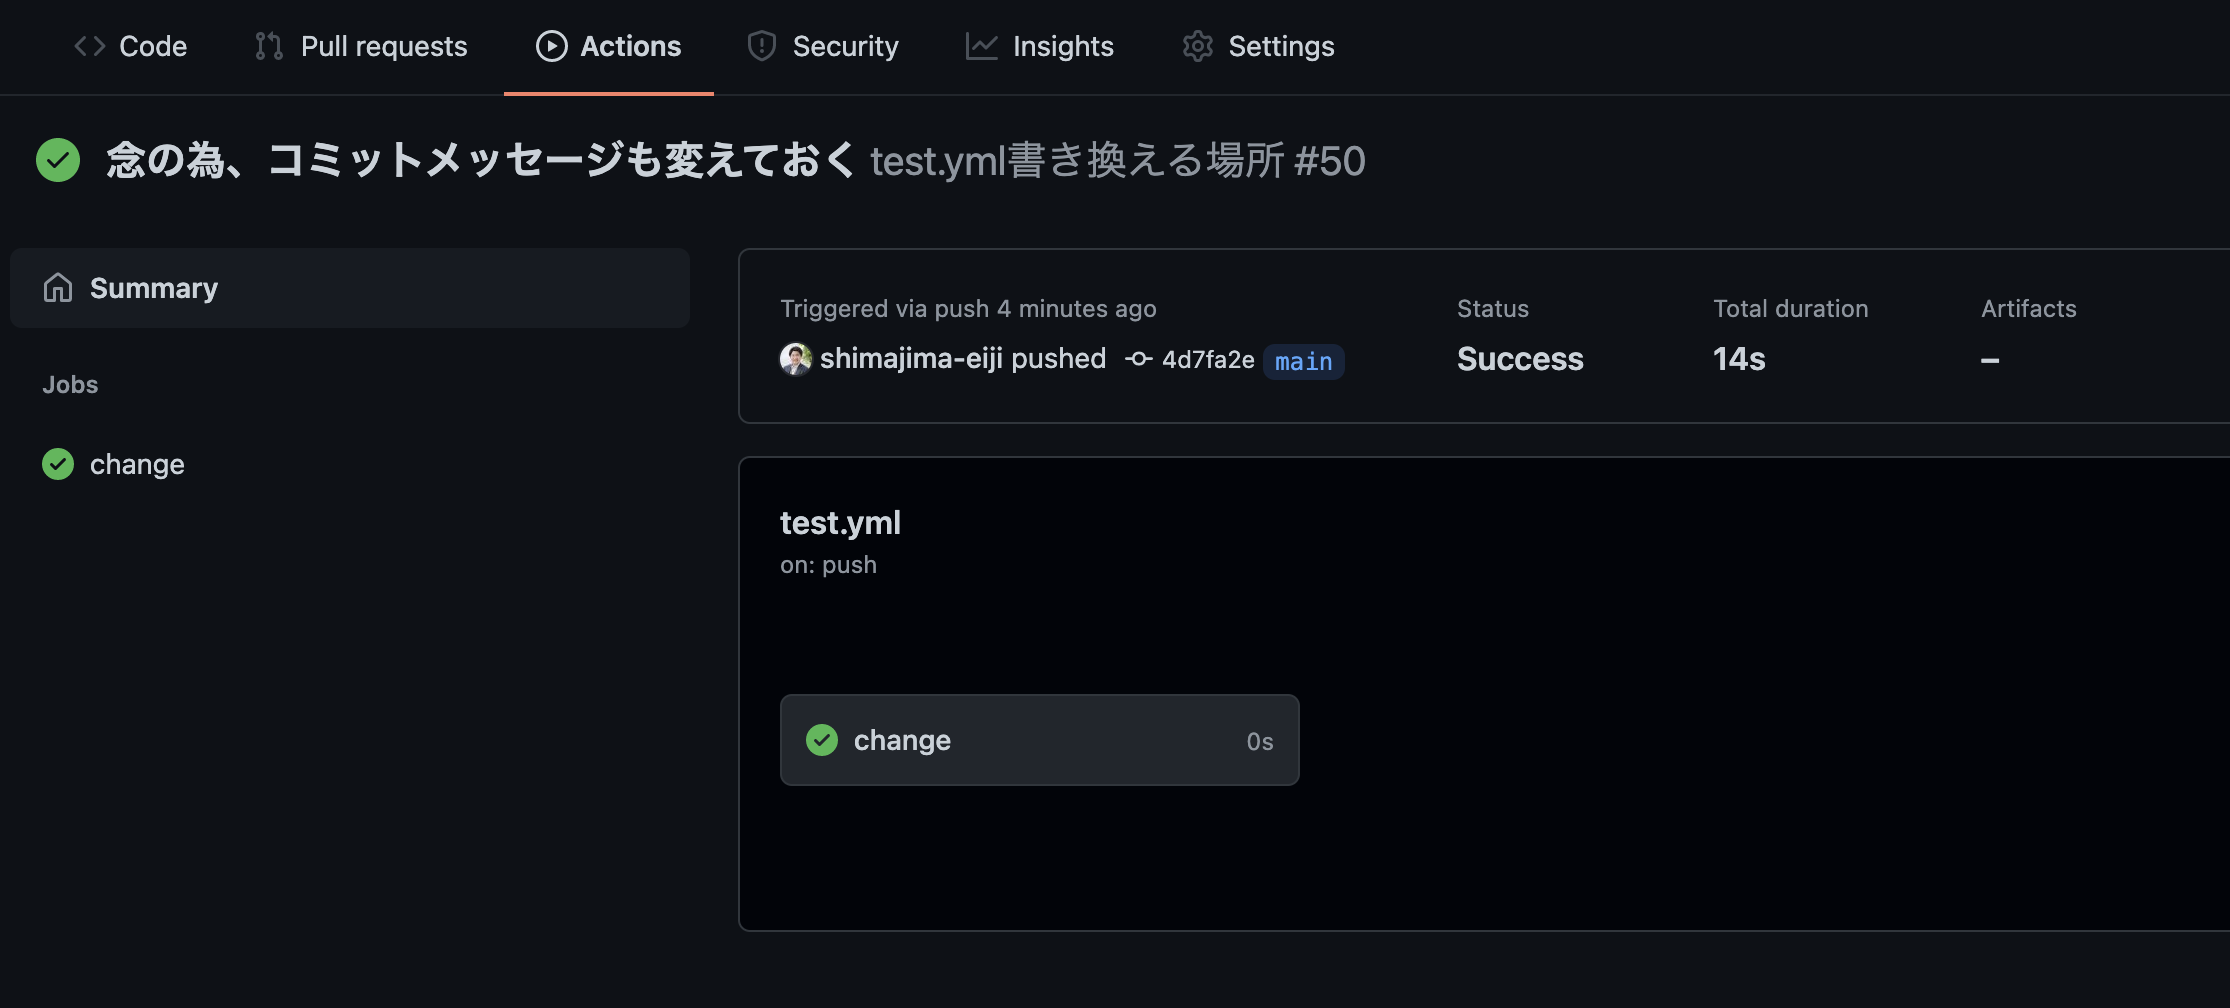 Code Pull requests Actions Security Insights Settings
念の為、コミットメッセージも変えておく test.yml書き換える場所 #50
Summary
Jobs
change
Triggered via push 4 minutes ago
shimajima-eiji pushed 4d7fa2e main
Status
Success
Total duration
14s
Artifacts
–
test.yml
on: push
change 0s